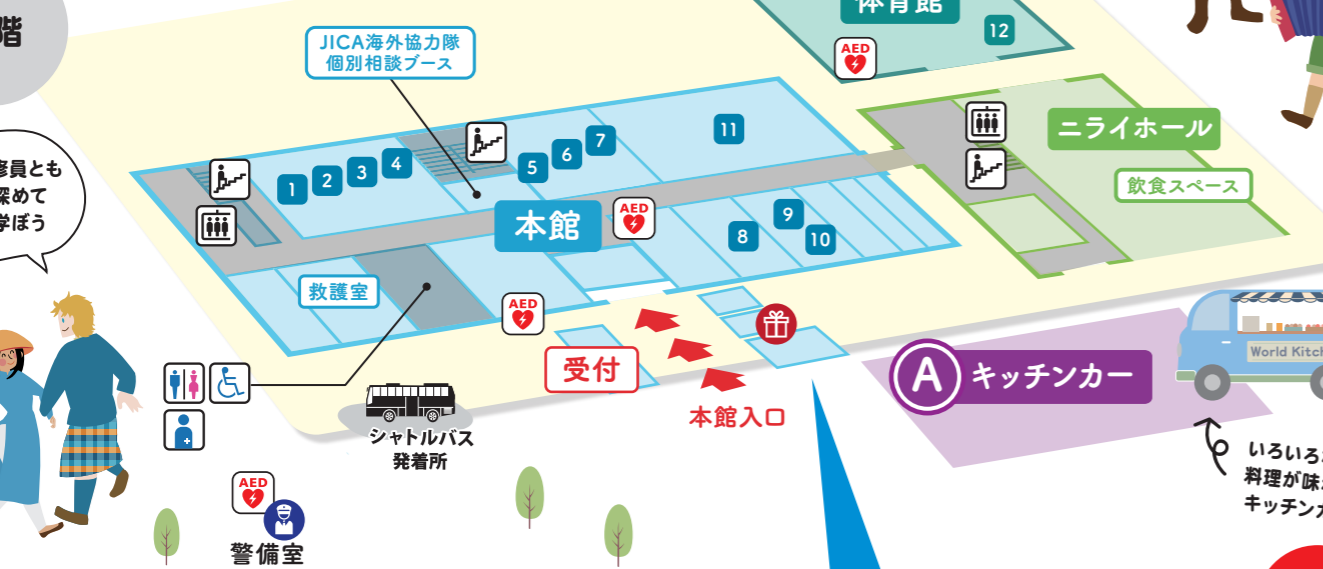 階
体育館
12
AED
JICA海外協力隊
個別相談ブース
ニライホール
飲食スペース
1
2
3
4
5
6
7
11
修員とも
深めて
学ぼう
本館
AED
8
9
10
救護室
AED
受付
本館入口
A キッチンカー
シャトルバス
発着所
いろいろ
料理が味
キッチンカ
AED
警備室